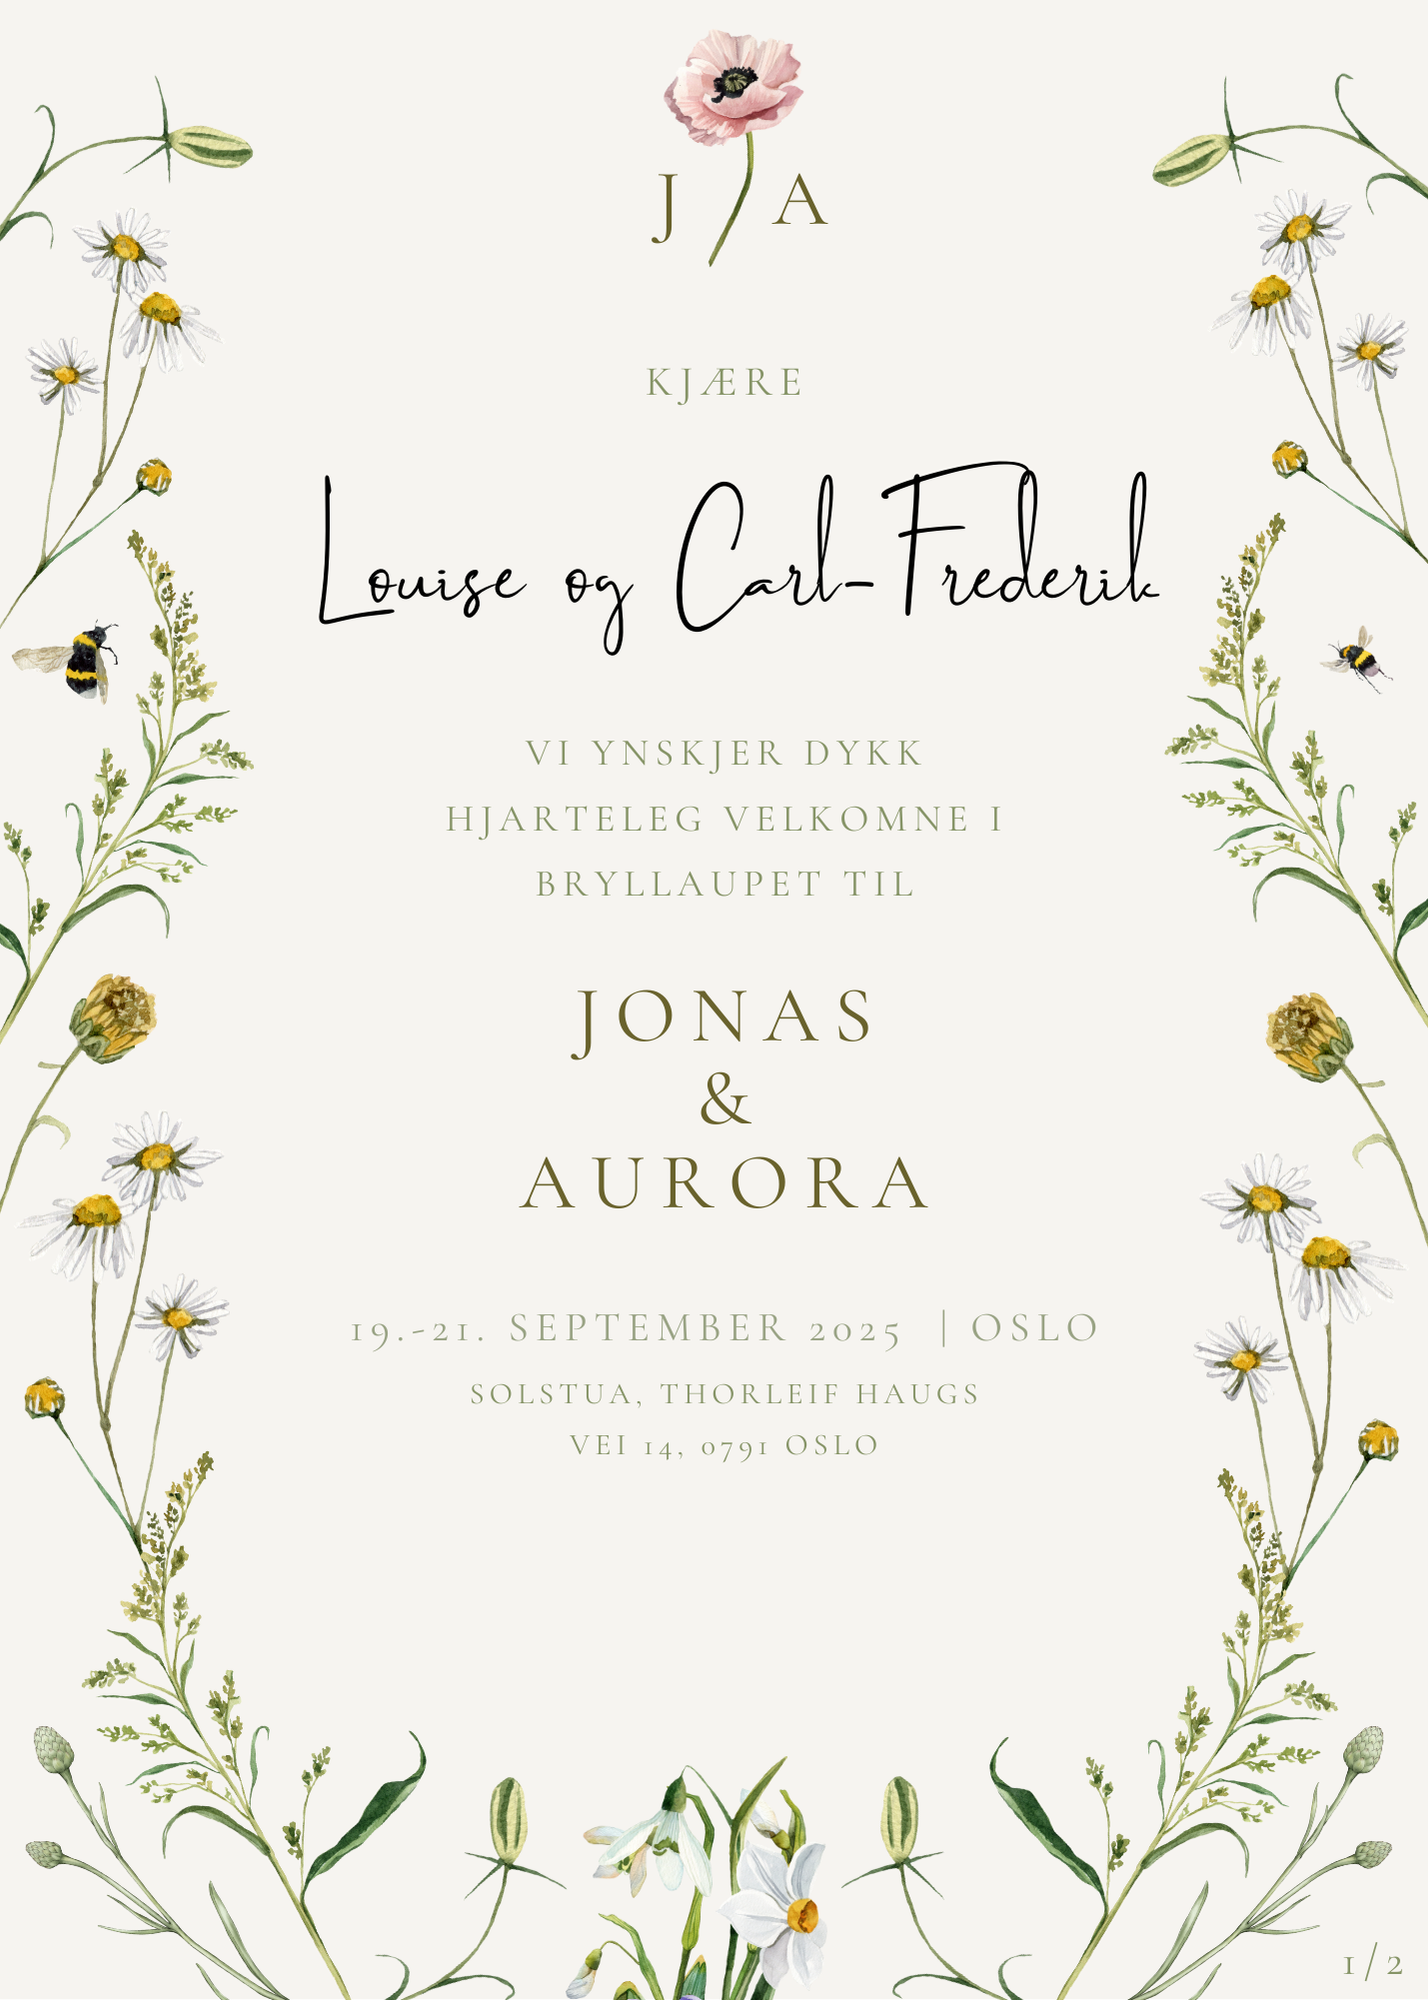 J A
KJÆRE
Louise og Carl-Frederik
VI YNSKJER DYKK
HJARTELEG VELKOMNE I
BRYLLAUPET TIL
JONAS
&
AURORA
19.-21. SEPTEMBER 2025 | OSLO
SOLSTUA, THORLEIF HAUGS
VEI 14, 0791 OSLO
1/2